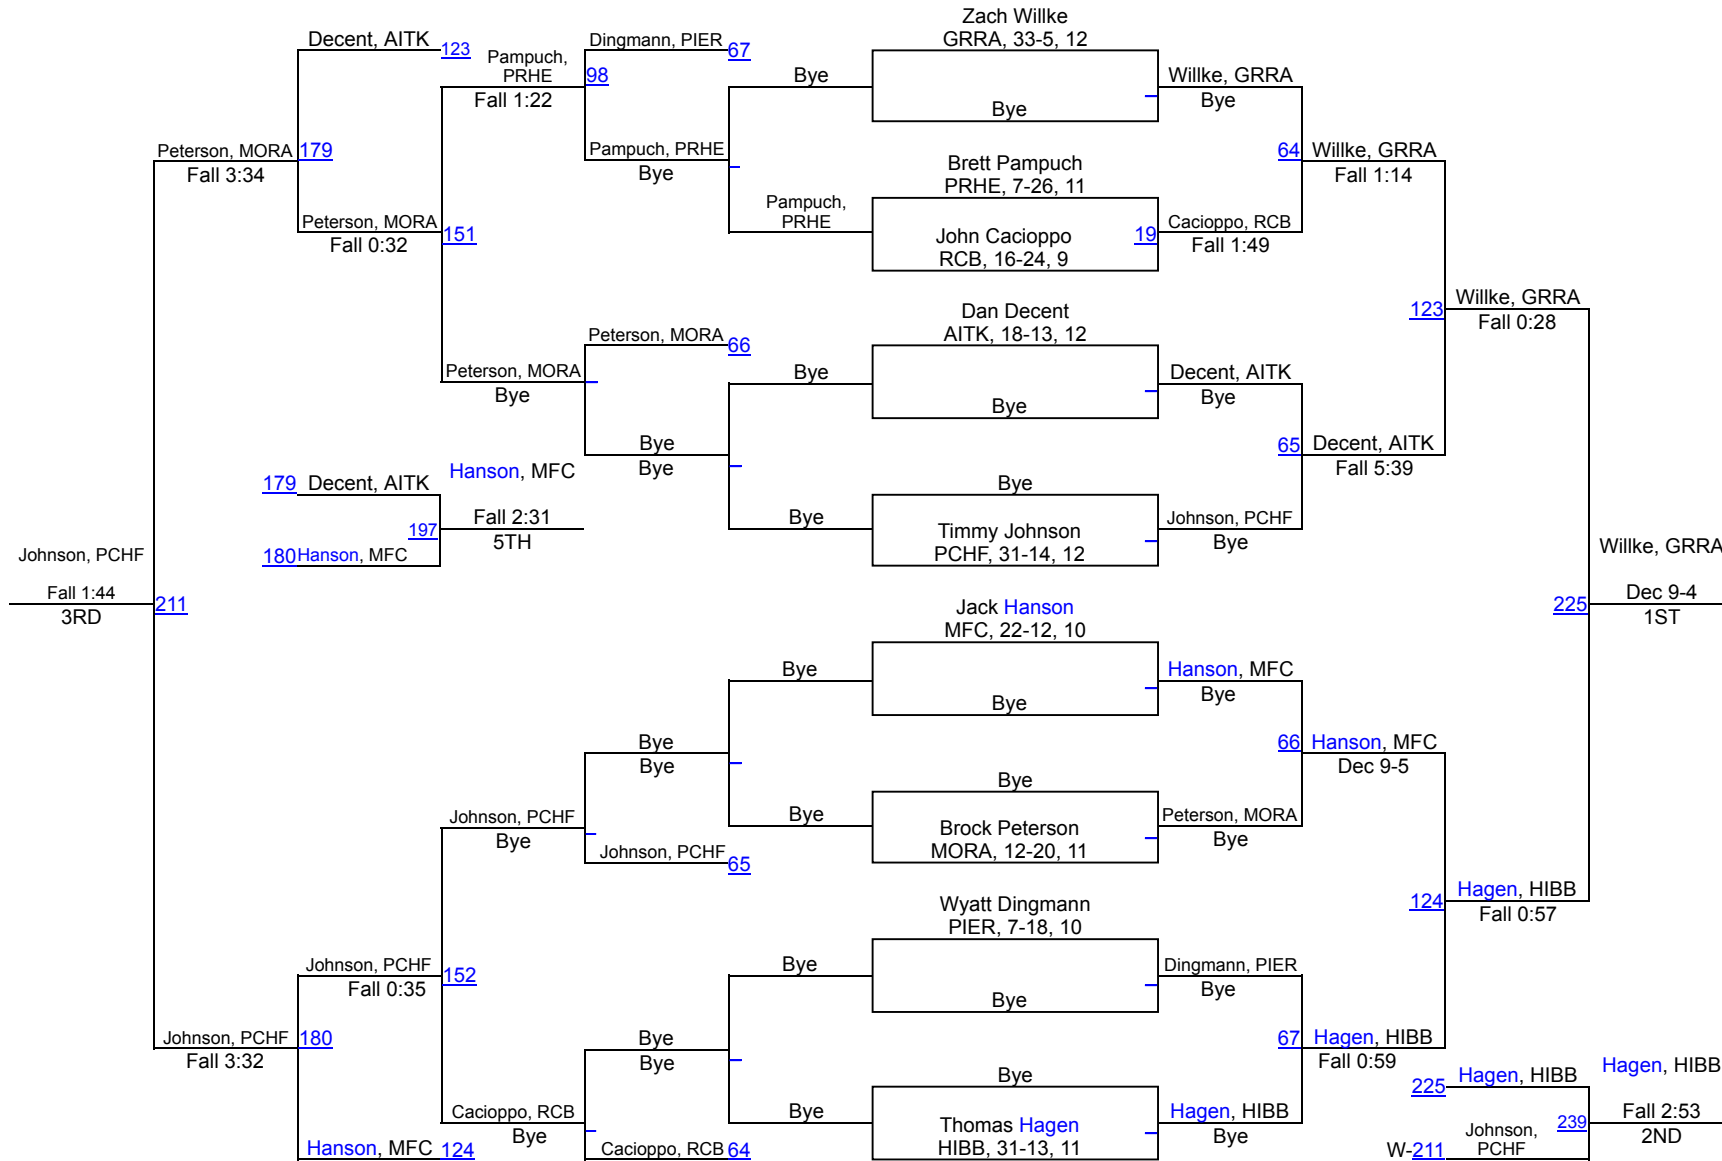 Zach Willke
GRRA, 33-5, 12
Decent, AITK
123
Pampuch,
PRHE
Fall 1:22
Dingmann, PIER
67
98
Bye
Bye
Willke, GRRA
Bye
Peterson, MORA
179
Fall 3:34
Pampuch, PRHE
Bye
64
Willke, GRRA
Fall 1:14
Brett Pampuch
PRHE, 7-26, 11
Pampuch,
PRHE
Peterson, MORA
Fall 0:32
151
John Cacioppo
RCB, 16-24, 9
19
Cacioppo, RCB
Fall 1:49
Dan Decent
AITK, 18-13, 12
123
Willke, GRRA
Fall 0:28
Peterson, MORA
66
Peterson, MORA
Bye
Bye
Bye
Decent, AITK
Bye
Bye
Bye
65
Decent, AITK
Fall 5:39
Hanson, MFC
179
Decent, AITK
Bye
Bye
197
Fall 2:31
5TH
Timmy Johnson
PCHF, 31-14, 12
Johnson, PCHF
Bye
180
Hanson, MFC
Johnson, PCHF
Fall 1:44
3RD
211
Willke, GRRA
225
Dec 9-4
1ST
Jack Hanson
MFC, 22-12, 10
Bye
Bye
Hanson, MFC
Bye
Bye
Bye
66
Hanson, MFC
Dec 9-5
Bye
Bye
Johnson, PCHF
Bye
Brock Peterson
MORA, 12-20, 11
Peterson, MORA
Bye
Johnson, PCHF
65
124
Hagen, HIBB
Fall 0:57
Wyatt Dingmann
PIER, 7-18, 10
Johnson, PCHF
Fall 0:35
152
Bye
Bye
Dingmann, PIER
Bye
Johnson, PCHF
180
Fall 3:32
Bye
Bye
67
Hagen, HIBB
Fall 0:59
Bye
225
Hagen, HIBB
Hagen, HIBB
Cacioppo, RCB
Bye
Bye
Thomas Hagen
HIBB, 31-13, 11
Hagen, HIBB
Bye
239
Fall 2:53
2ND
Hanson, MFC
124
Cacioppo, RCB
64
Johnson,
PCHF
W-211